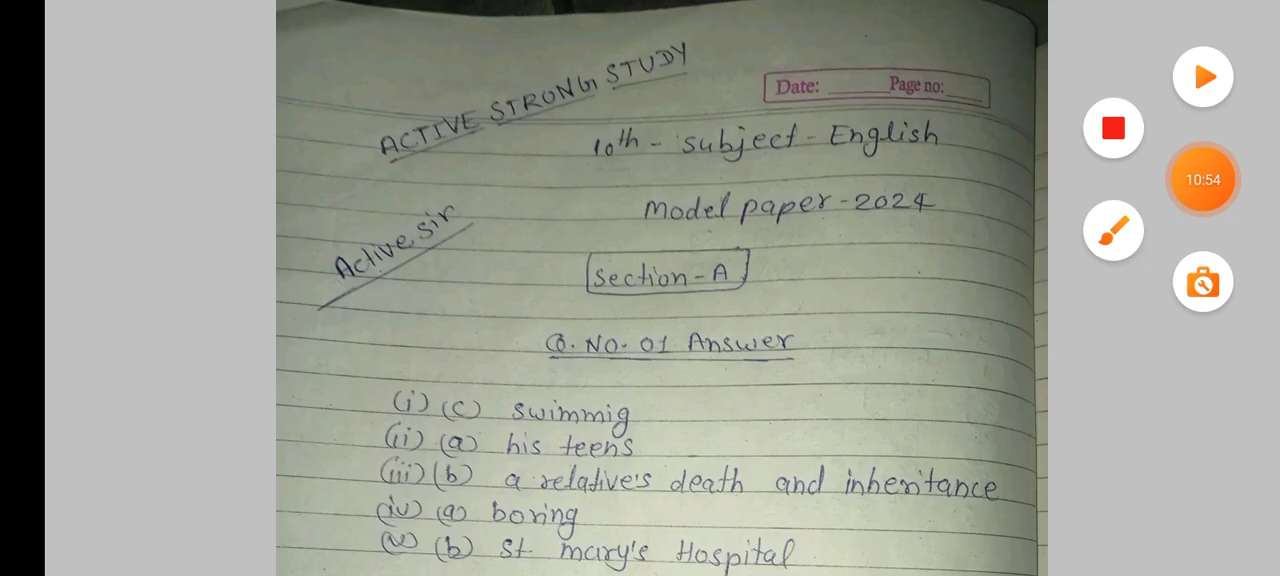 ACTIVE STRONG STUDY
Date: Page no:
10th - subject - English
Model paper - 2024
Active sir
Section - A
Q. No. 01 Answer
(i) (c) swimmig
(ii) (a) his teens
(iii) (b) a relative's death and inheritance
(iv) (a) boring
(v) (b) st. mary's Hospital
10:54